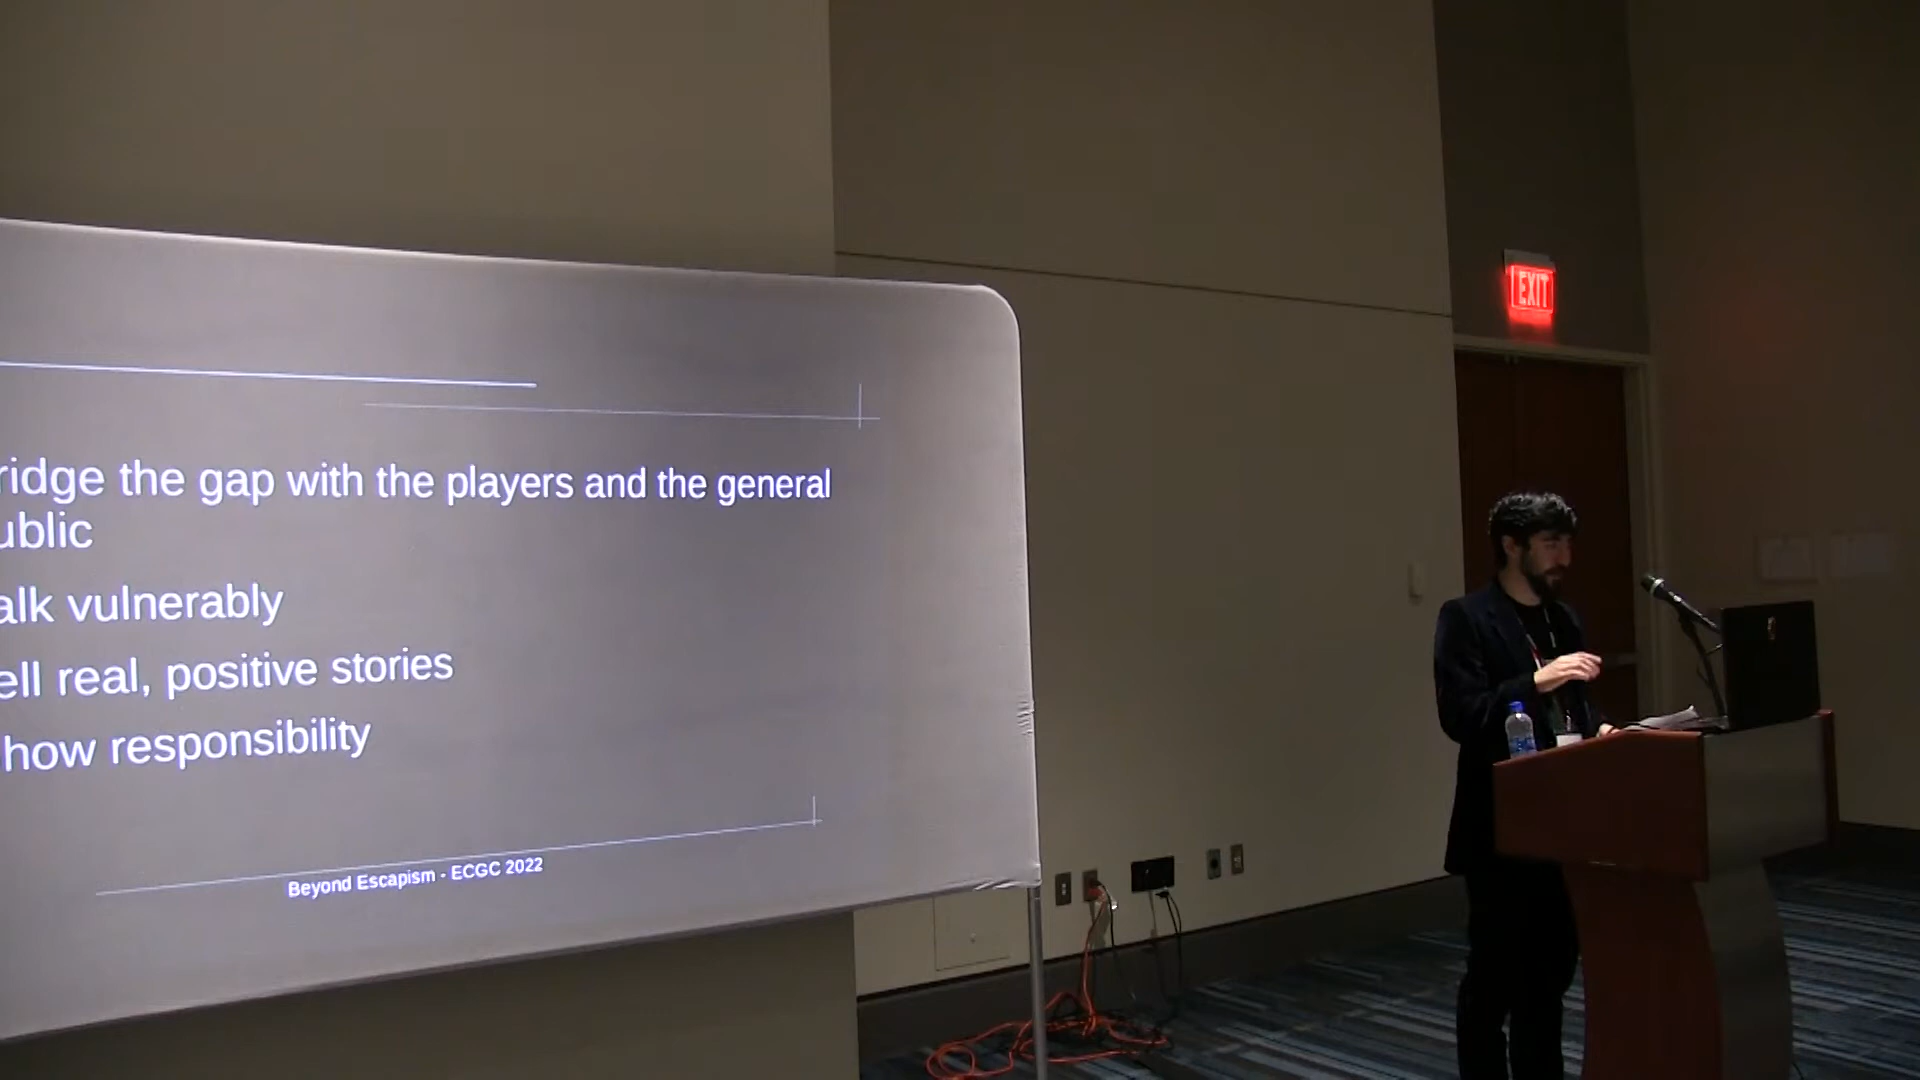 ridge the gap with the players and the general
ublic
alk vulnerably
ell real, positive stories
how responsibility
Beyond Escapism - ECGC 2022
EXIT